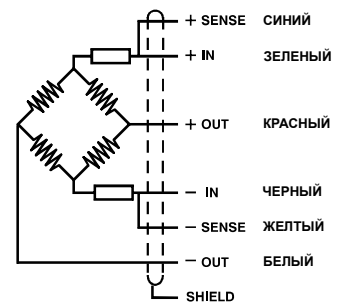 + SENSE СИНИЙ
+ IN ЗЕЛЕНЫЙ
+ OUT КРАСНЫЙ
− IN ЧЕРНЫЙ
− SENSE ЖЕЛТЫЙ
− OUT БЕЛЫЙ
SHIELD